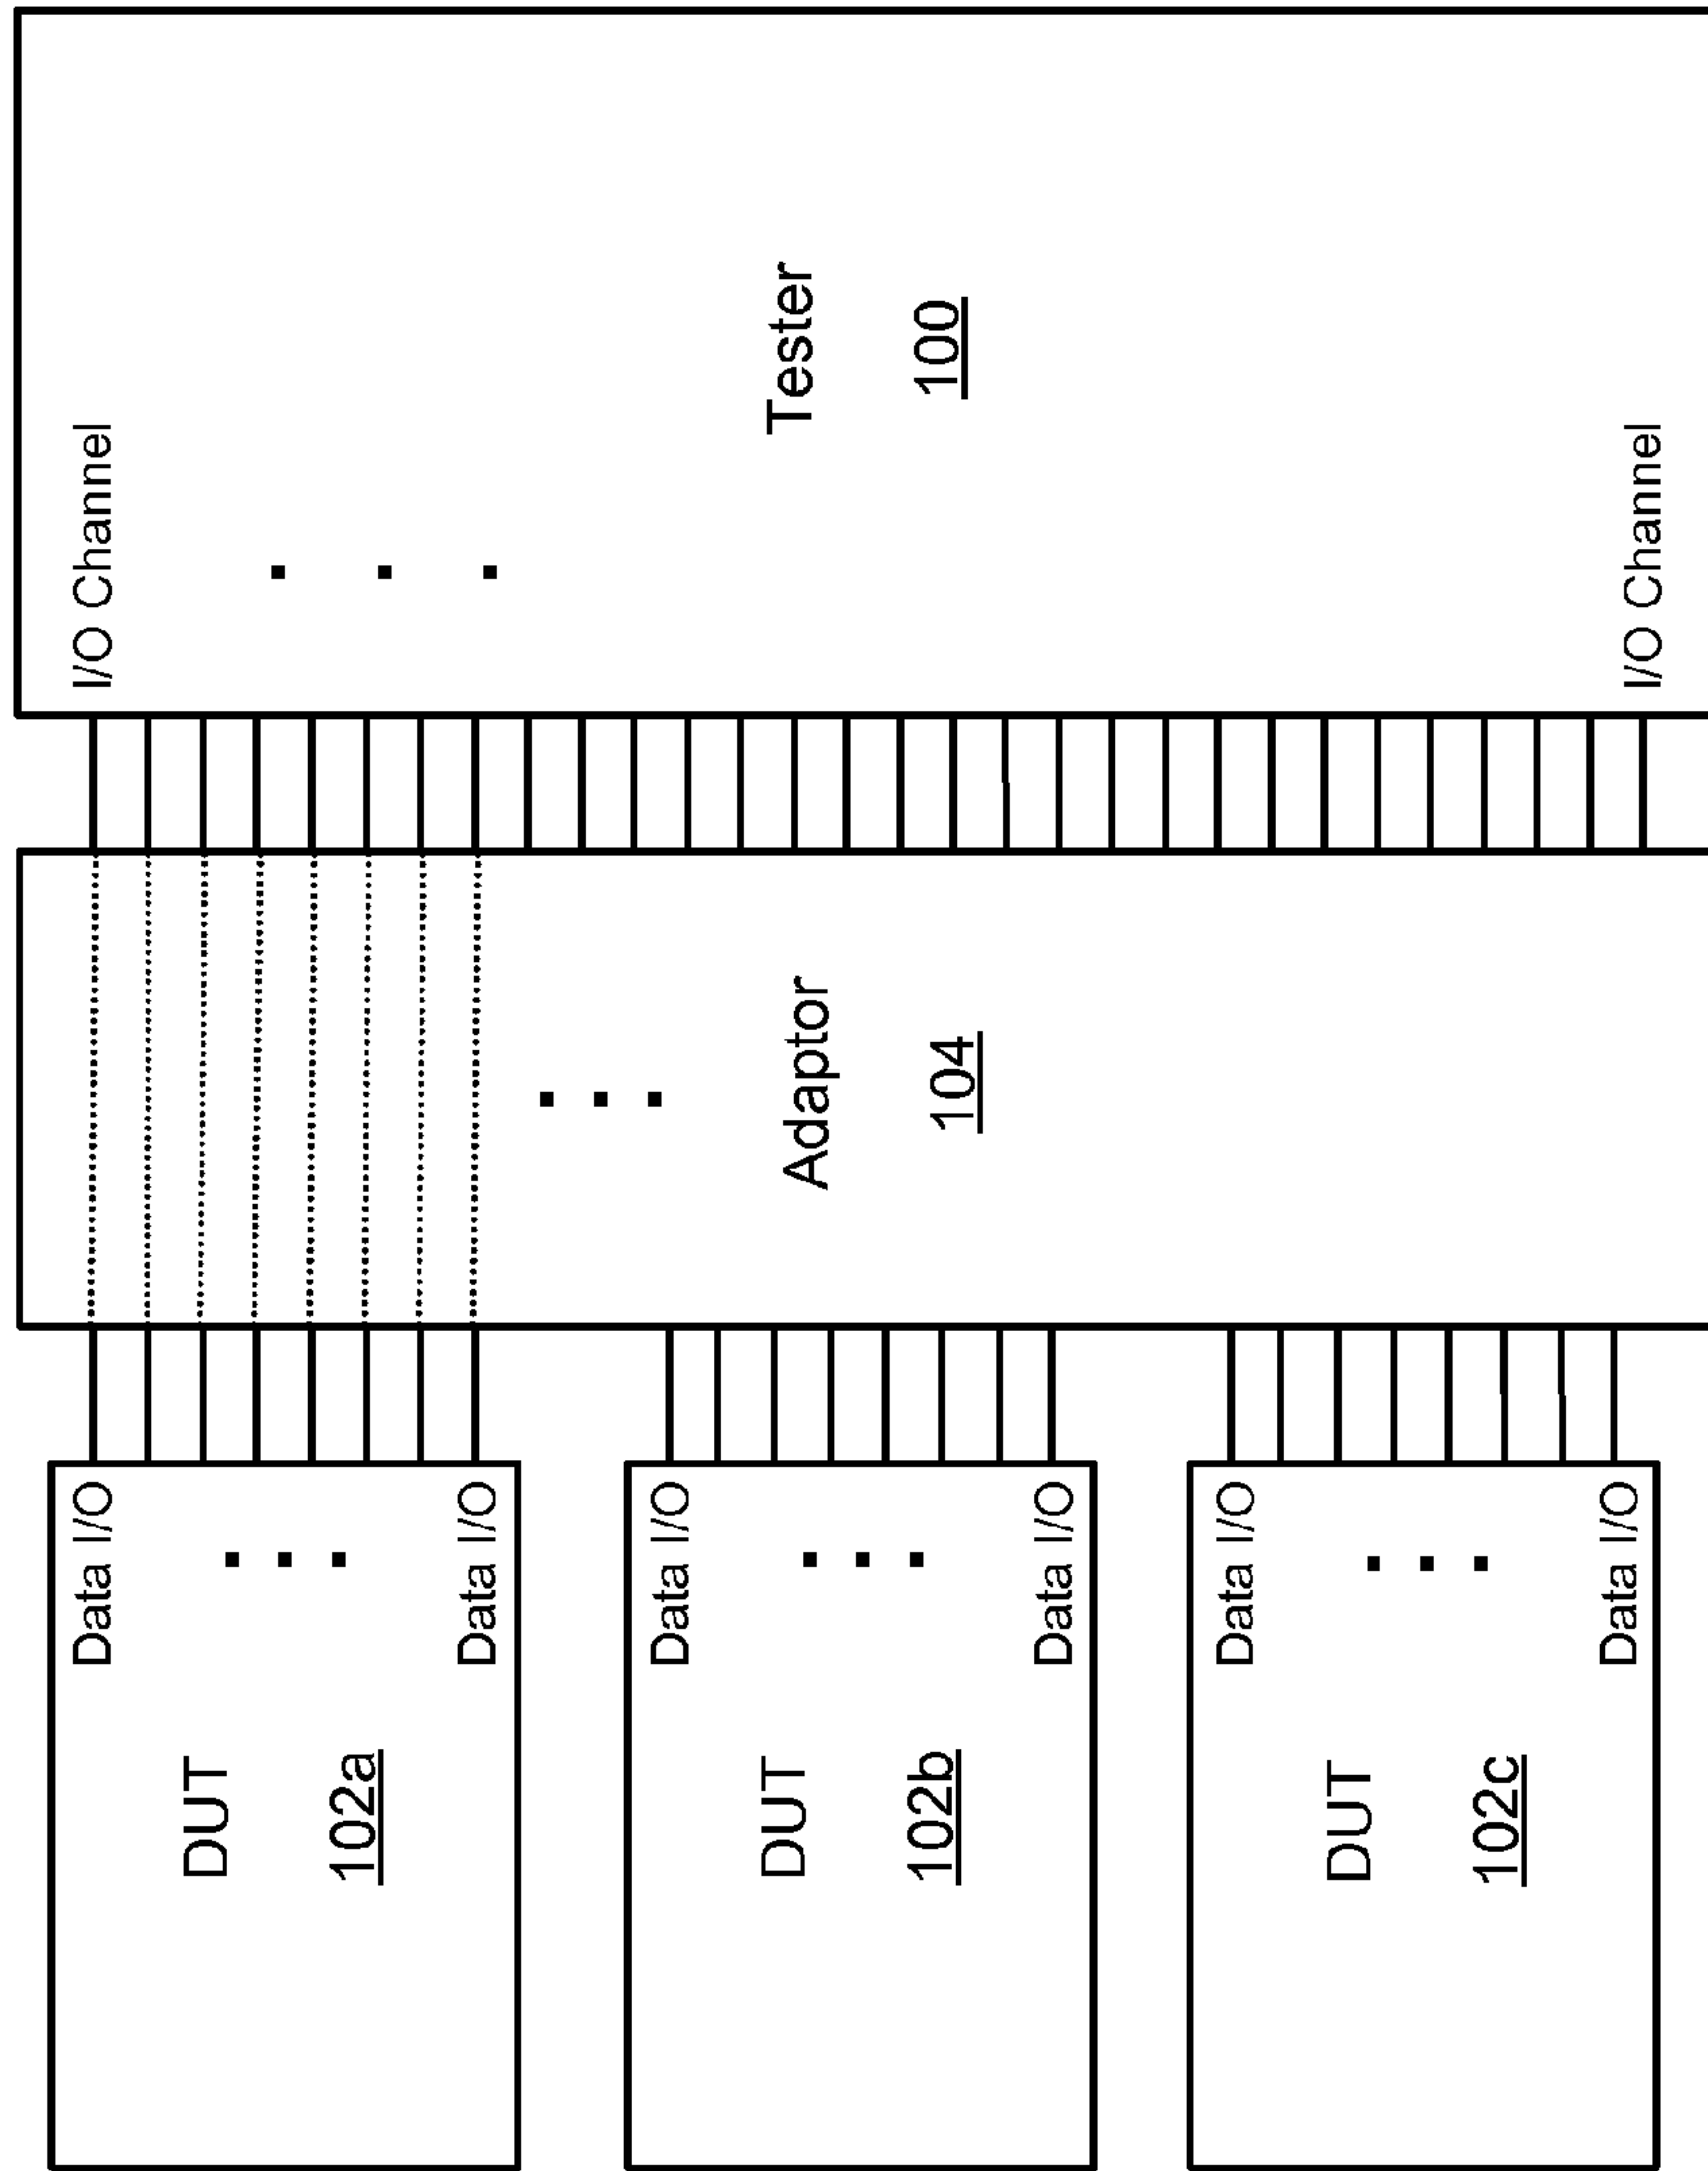 DUT
102a
Data I/O
Data I/O
DUT
102b
Data I/O
Data I/O
DUT
102c
Data I/O
Data I/O
Adaptor
104
I/O Channel
Tester
100
I/O Channel